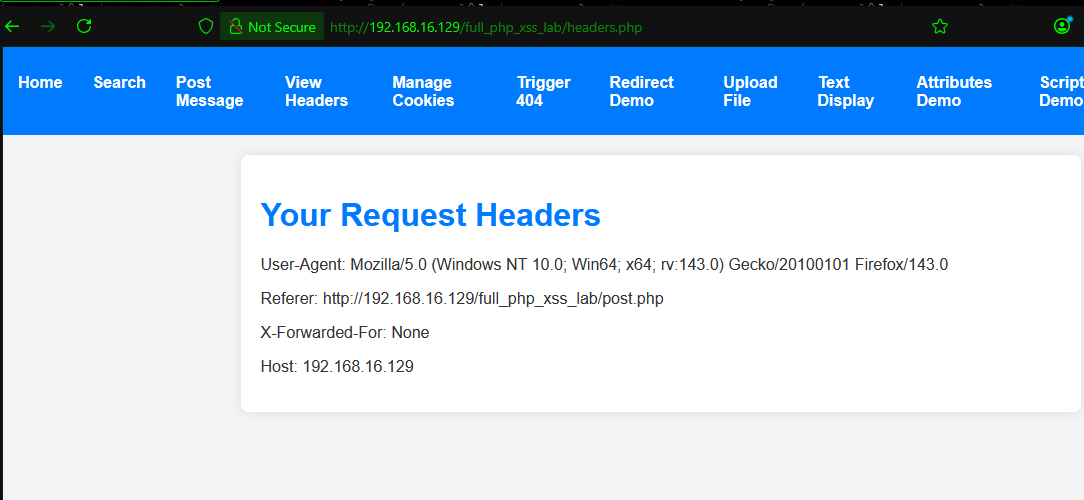 Not Secure http://192.168.16.129/full_php_xss_lab/headers.php
Home Search Post Message View Headers Manage Cookies Trigger 404 Redirect Demo Upload File Text Display Attributes Demo Script Demo
Your Request Headers
User-Agent: Mozilla/5.0 (Windows NT 10.0; Win64; x64; rv:143.0) Gecko/20100101 Firefox/143.0
Referer: http://192.168.16.129/full_php_xss_lab/post.php
X-Forwarded-For: None
Host: 192.168.16.129